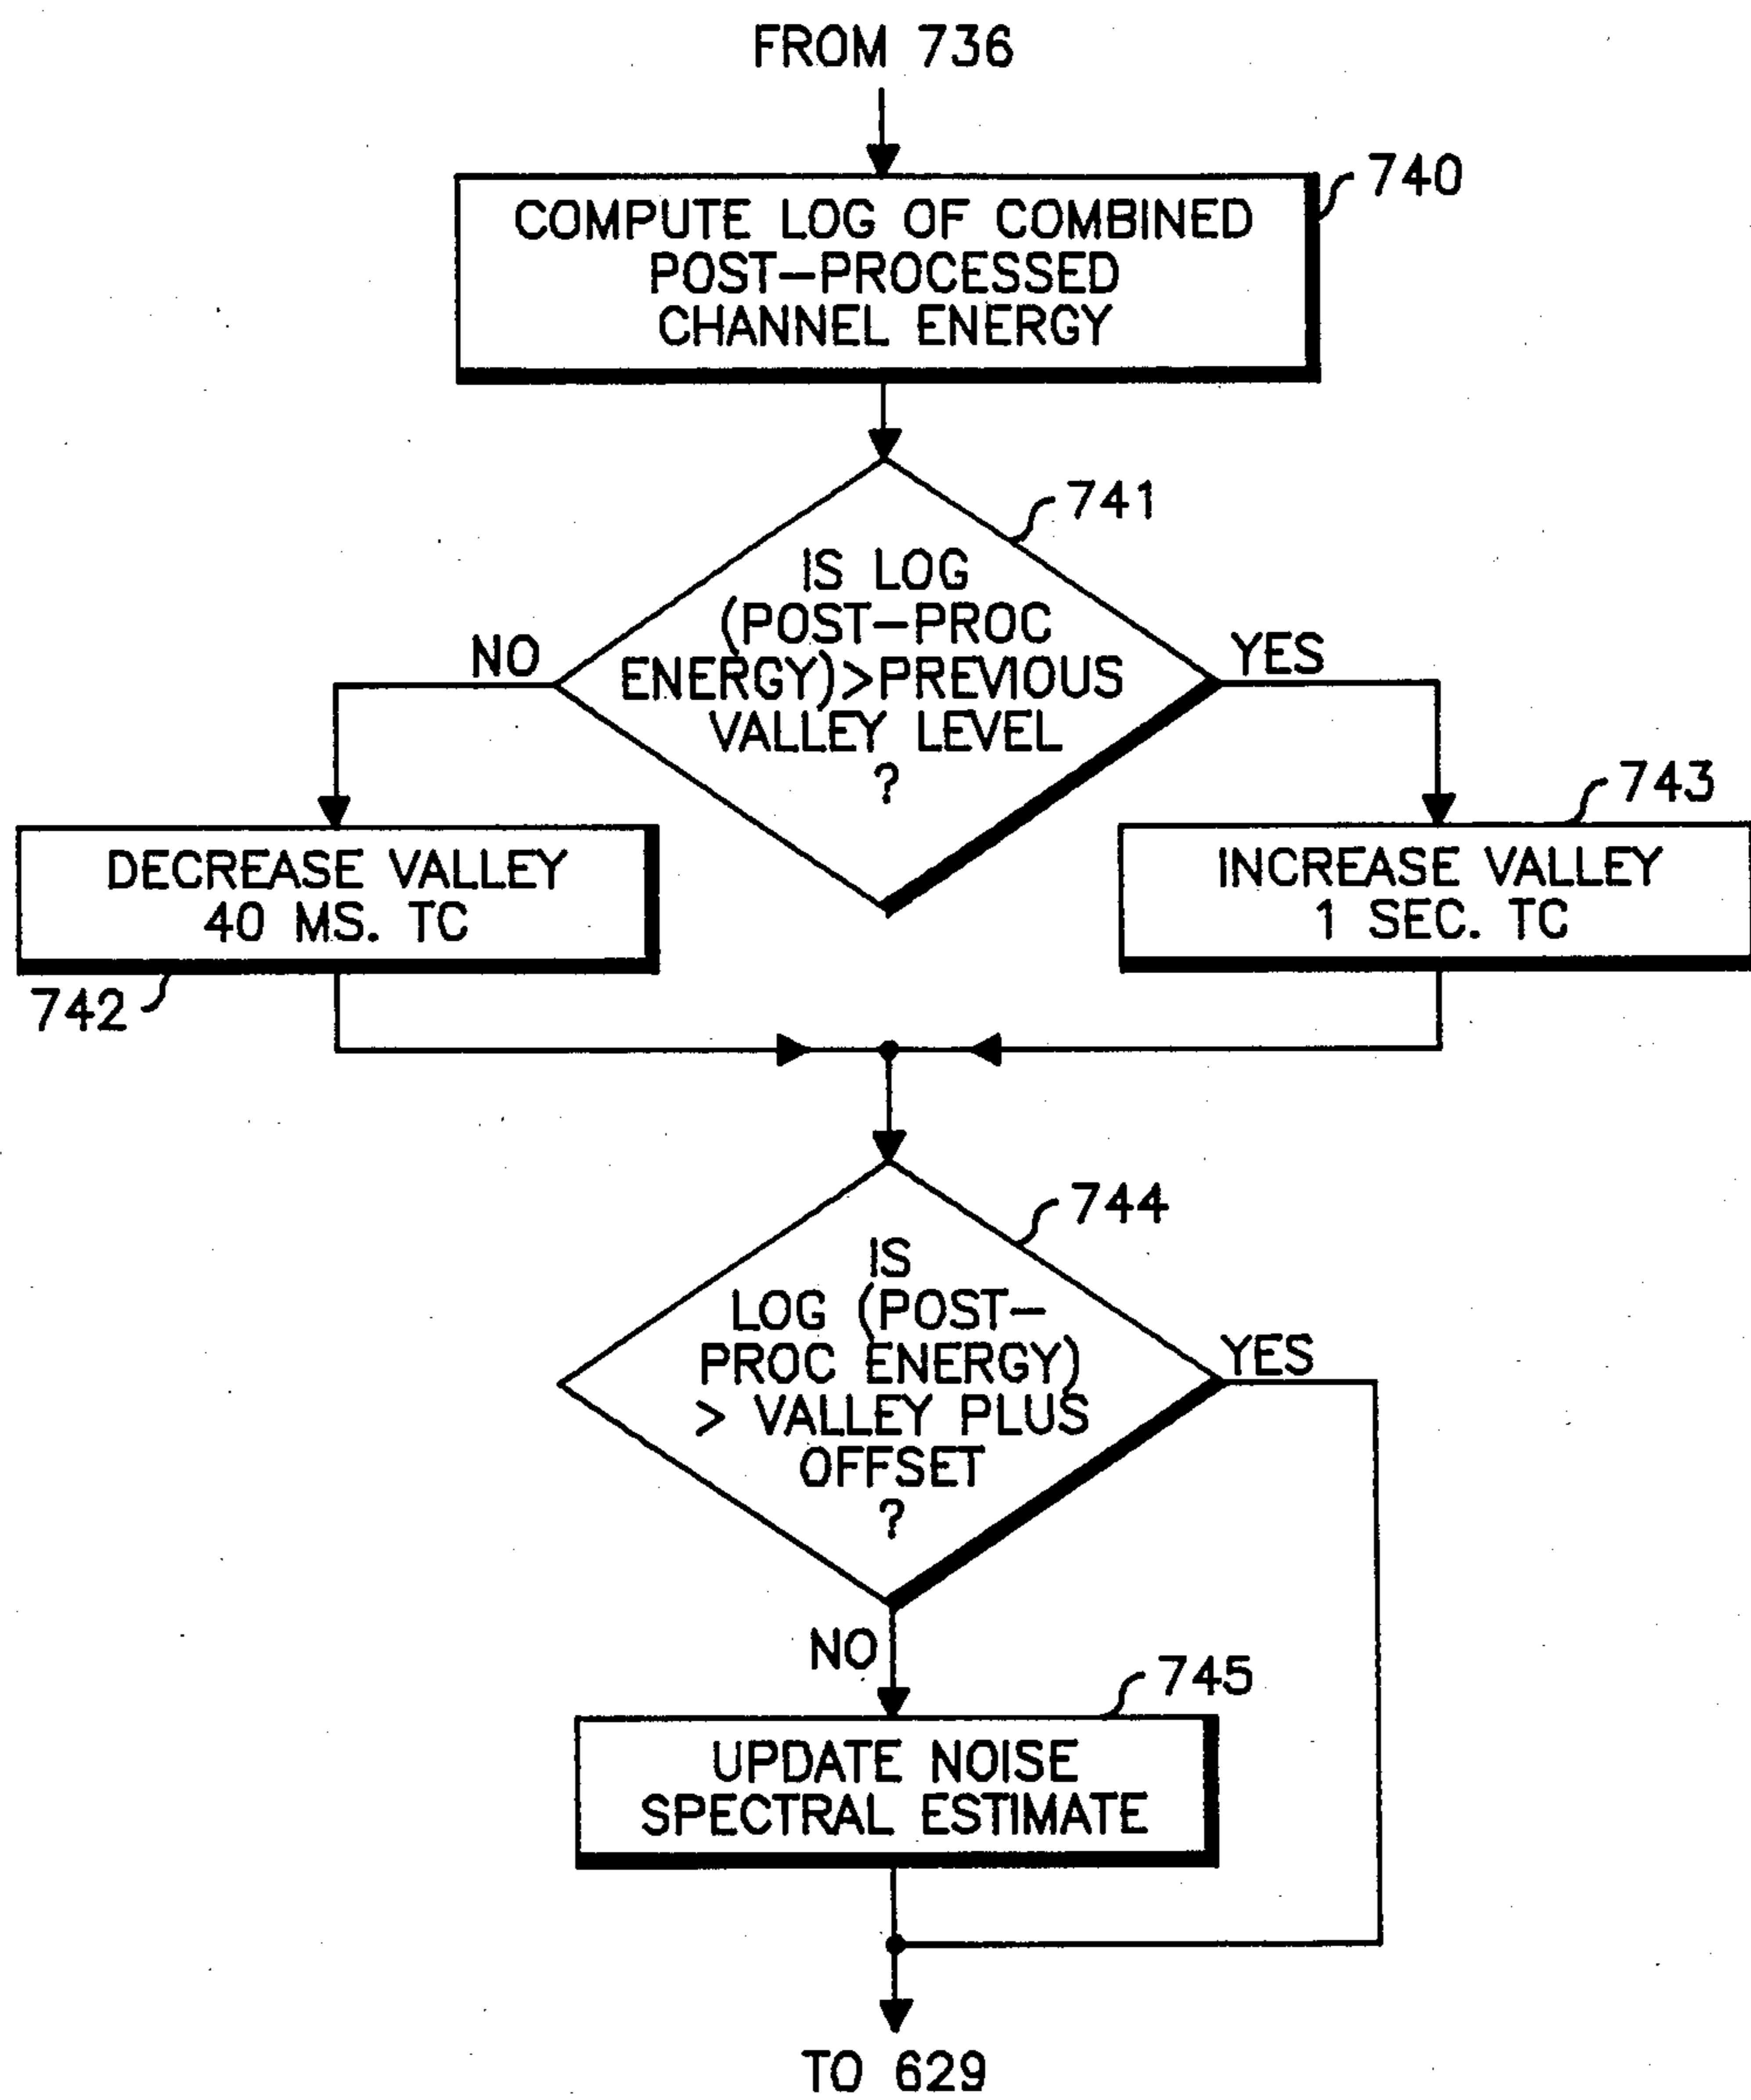 FROM 736
740
COMPUTE LOG OF COMBINED
POST-PROCESSED
CHANNEL ENERGY
741
IS LOG
(POST-PROC
ENERGY)>PREVIOUS
VALLEY LEVEL
?
NO
YES
743
DECREASE VALLEY
40 MS. TC
INCREASE VALLEY
1 SEC. TC
742
744
IS
LOG (POST-
PROC ENERGY)
> VALLEY PLUS
OFFSET
?
YES
NO
745
UPDATE NOISE
SPECTRAL ESTIMATE
TO 629